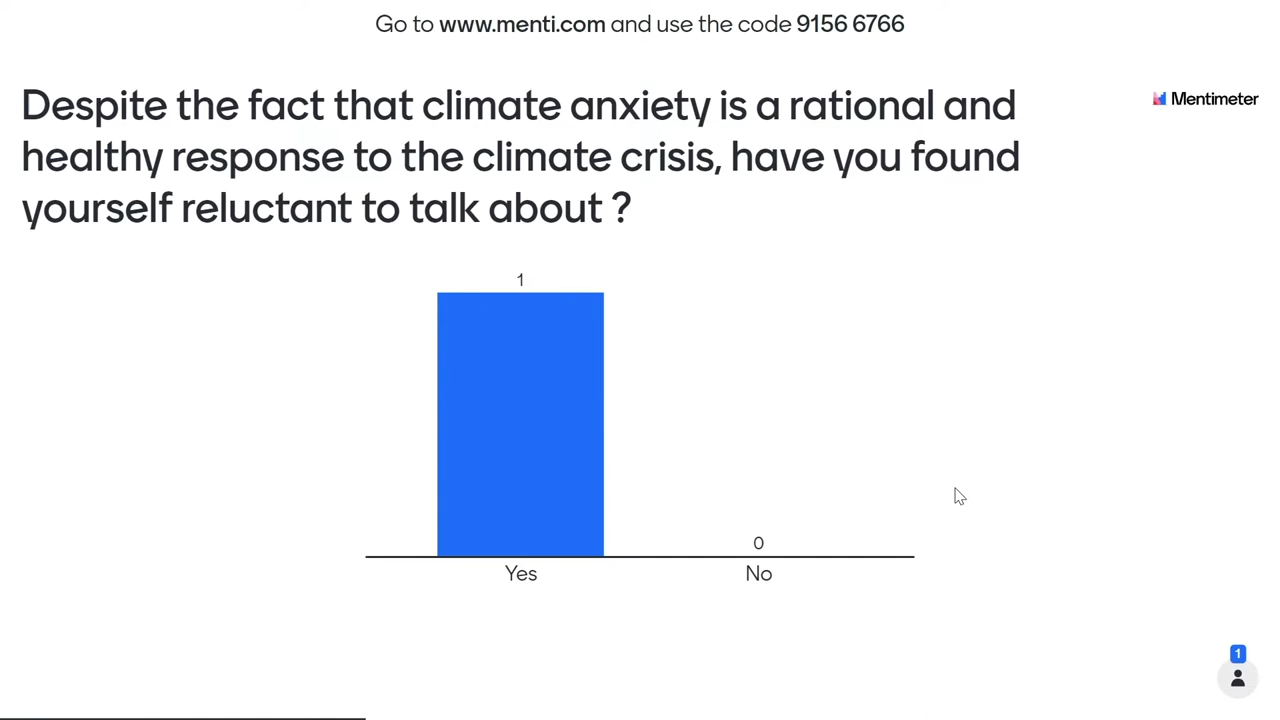 Go to www.menti.com and use the code 9156 6766
Despite the fact that climate anxiety is a rational and
healthy response to the climate crisis, have you found
yourself reluctant to talk about ?
Mentimeter
1
0
Yes
No
1